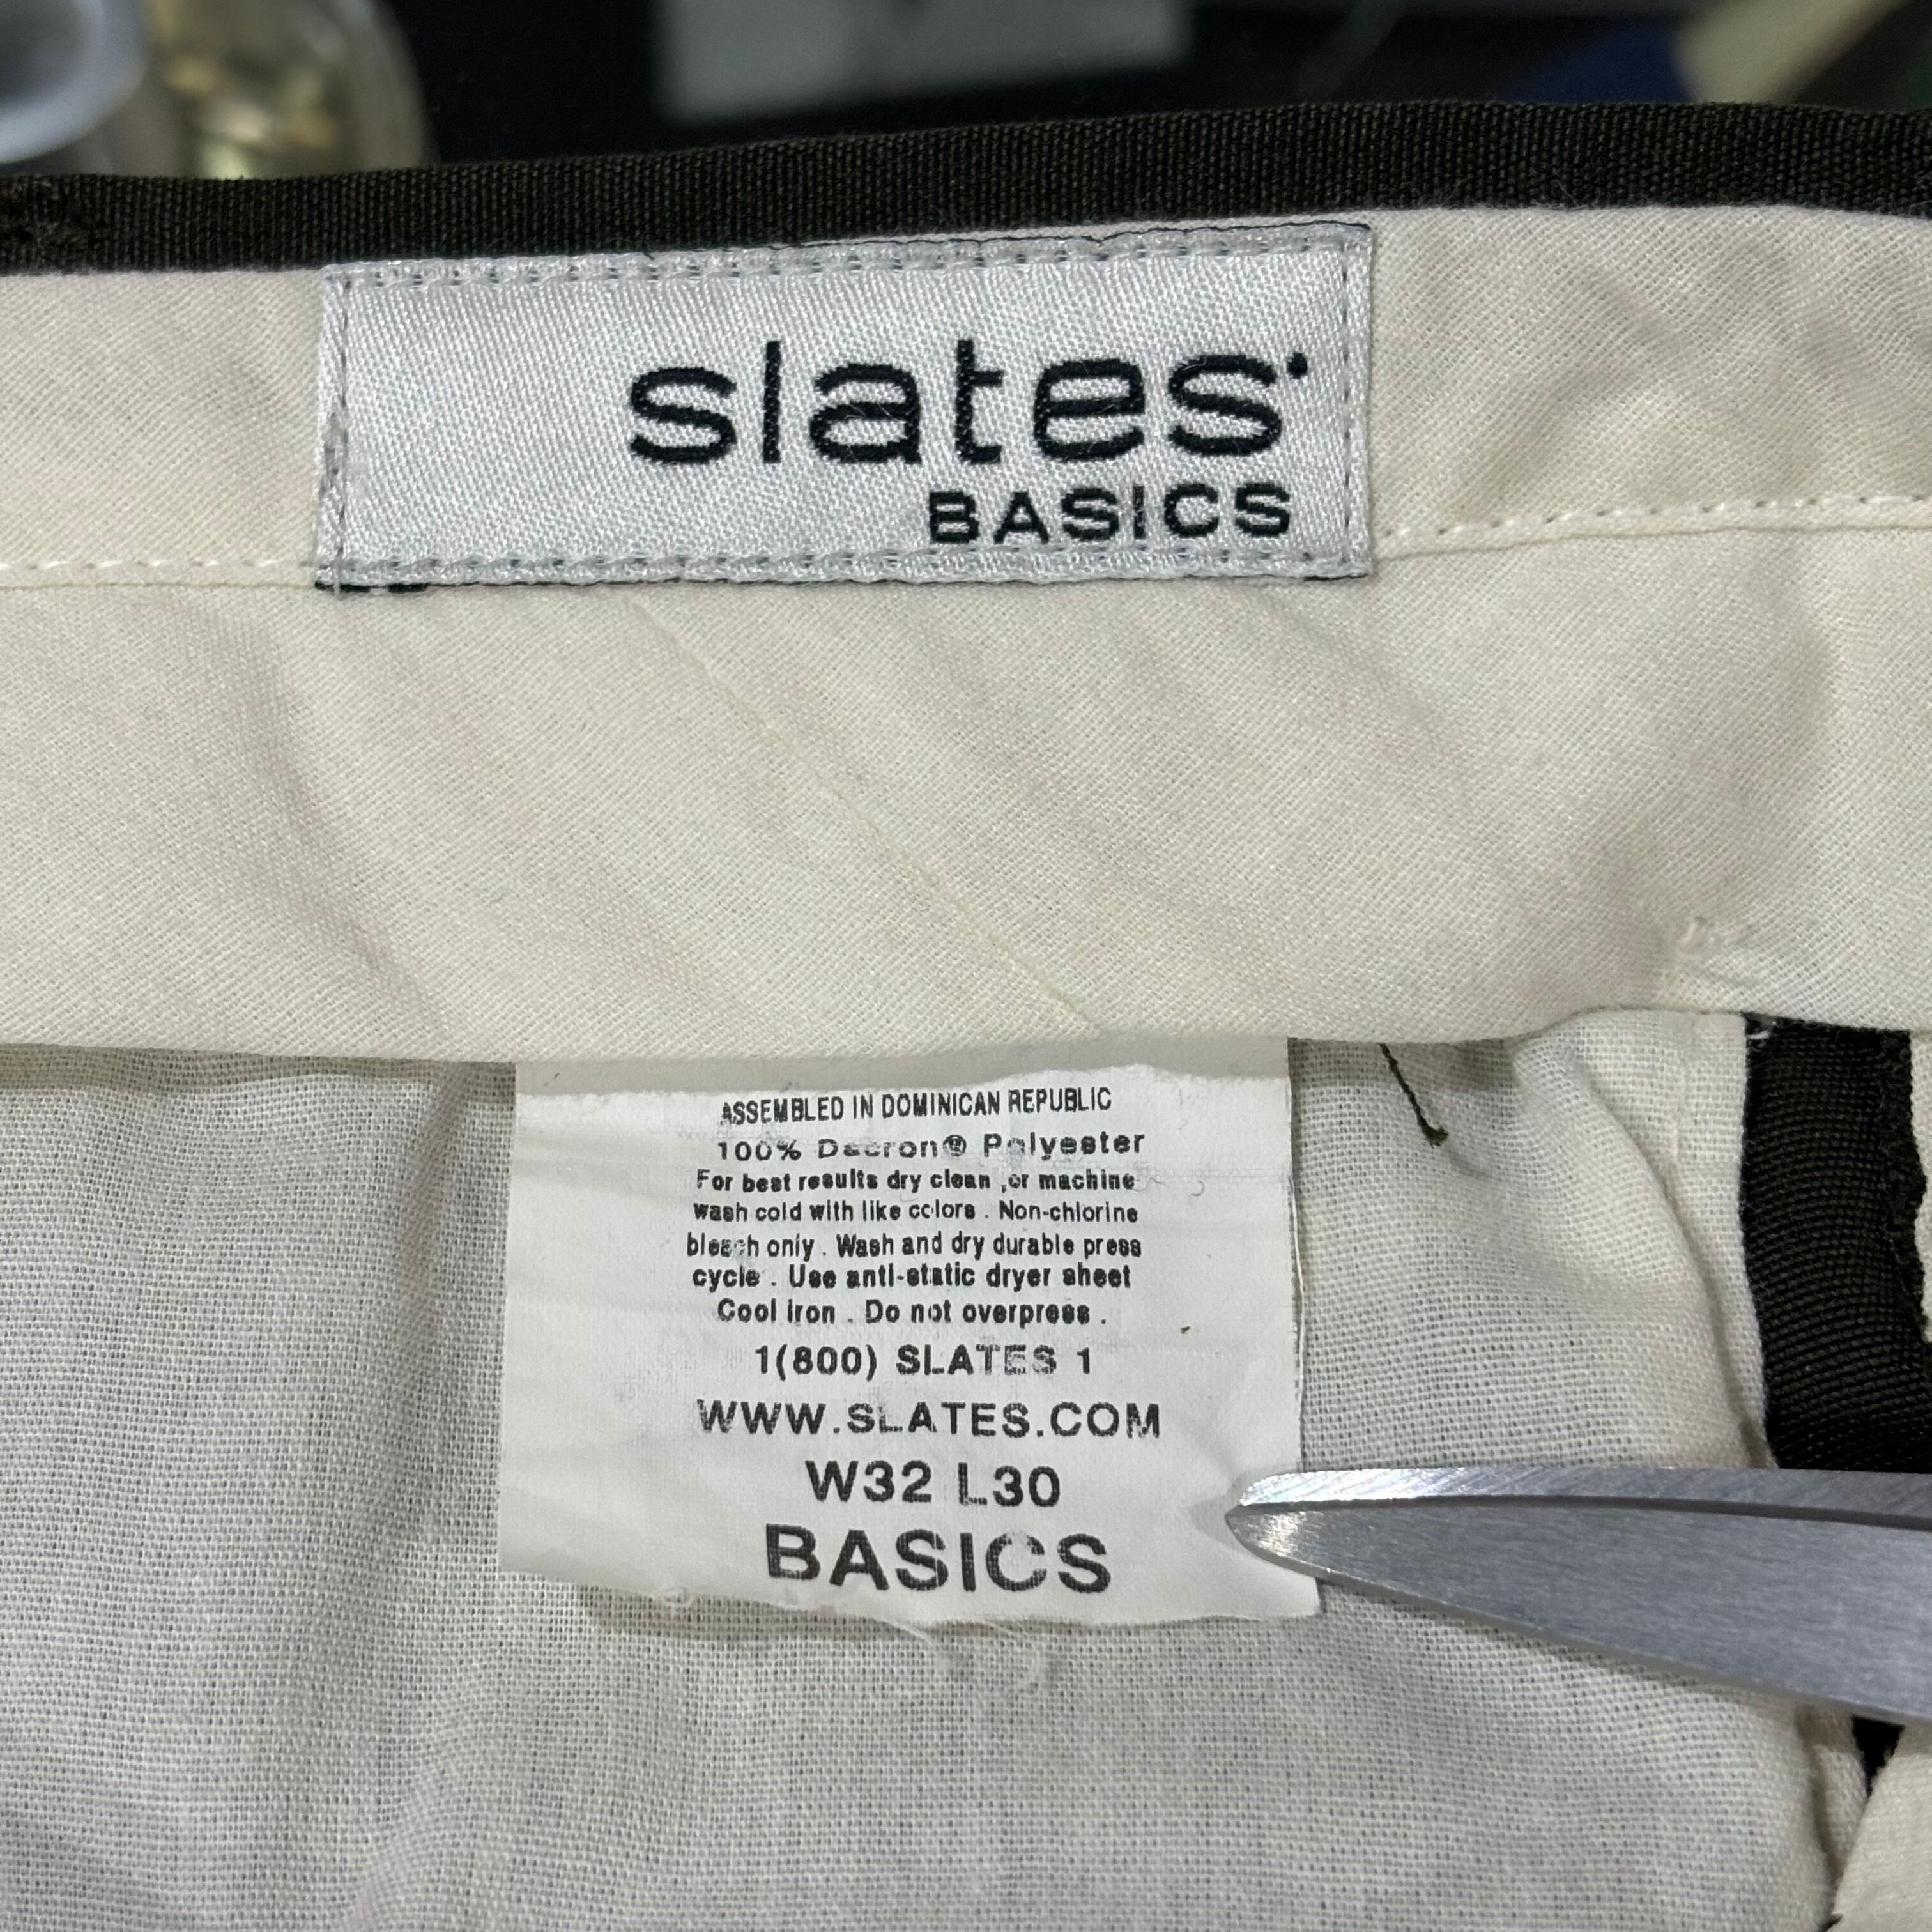 slates
BASICS
ASSEMBLED IN DOMINICAN REPUBLIC
100% Dacron® Polyester
For best results dry clean ,or machine
wash cold with like colors . Non-chlorine
bleach only . Wash and dry durable press
cycle . Use anti-static dryer sheet
Cool iron . Do not overpress .
1(800) SLATES 1
WWW.SLATES.COM
W32 L30
BASICS